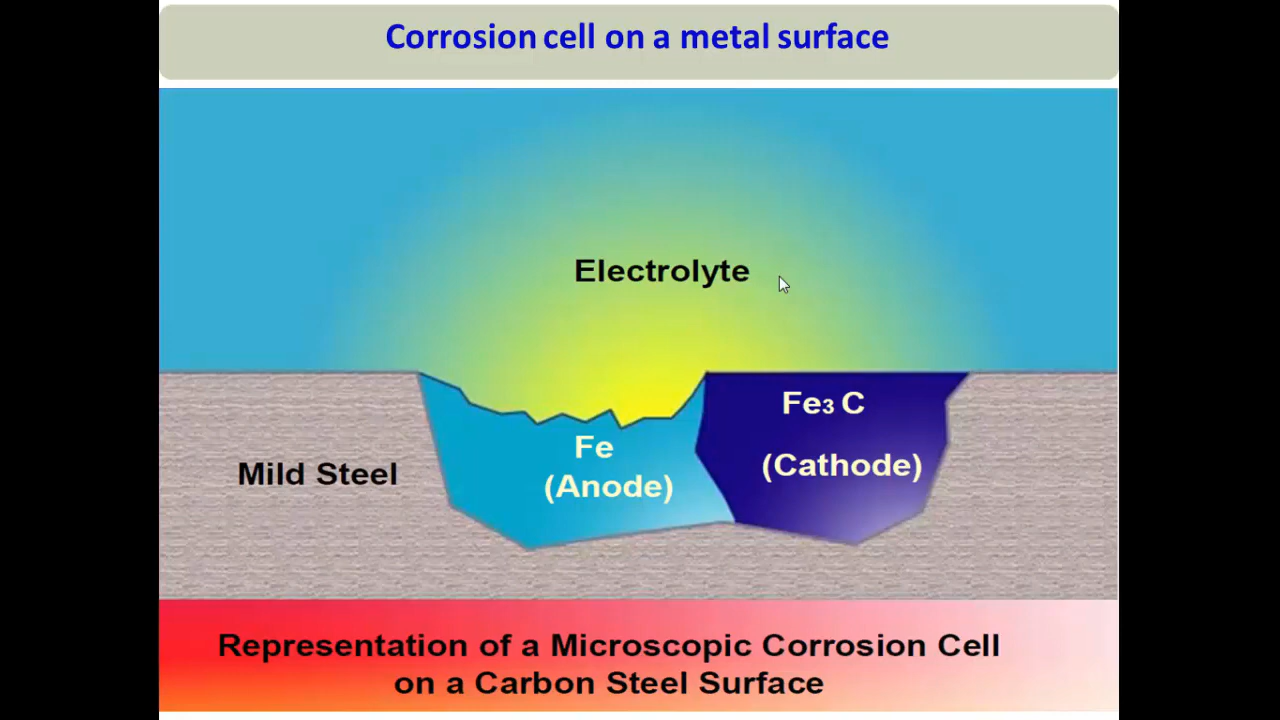 Corrosion cell on a metal surface
Electrolyte
Fe₃ C
Fe
(Cathode)
Mild Steel
(Anode)
Representation of a Microscopic Corrosion Cell
on a Carbon Steel Surface